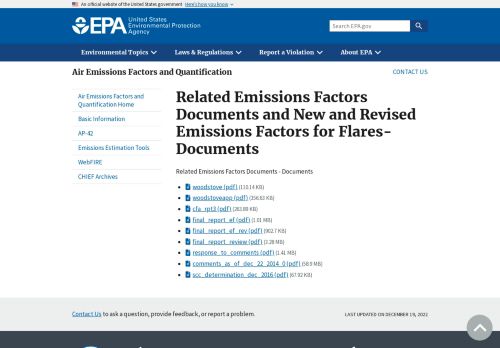 An official website of the United States government Here's how you know
EPA United States
Environmental Protection
Agency
Search EPA.gov
Environmental Topics Laws & Regulations Report a Violation About EPA
Air Emissions Factors and Quantification
CONTACT US
Air Emissions Factors and
Quantification Home
Basic Information
AP-42
Emissions Estimation Tools
WebFIRE
CHIEF Archives
Related Emissions Factors
Documents and New and Revised
Emissions Factors for Flares-
Documents
Related Emissions Factors Documents - Documents
woodstove (pdf) (110.14 KB)
woodstoveapp (pdf) (356.63 KB)
cfa_rpt3 (pdf) (283.88 KB)
final_report_ef (pdf) (1.01 MB)
final_report_ef_rev (pdf) (902.7 KB)
final_report_review (pdf) (2.28 MB)
response_to_comments (pdf) (1.41 MB)
comments_as_of_dec_22_2014_0 (pdf) (58.9 MB)
scc_determination_dec_2016 (pdf) (67.92 KB)
Contact Us to ask a question, provide feedback, or report a problem.
LAST UPDATED ON DECEMBER 19, 2022